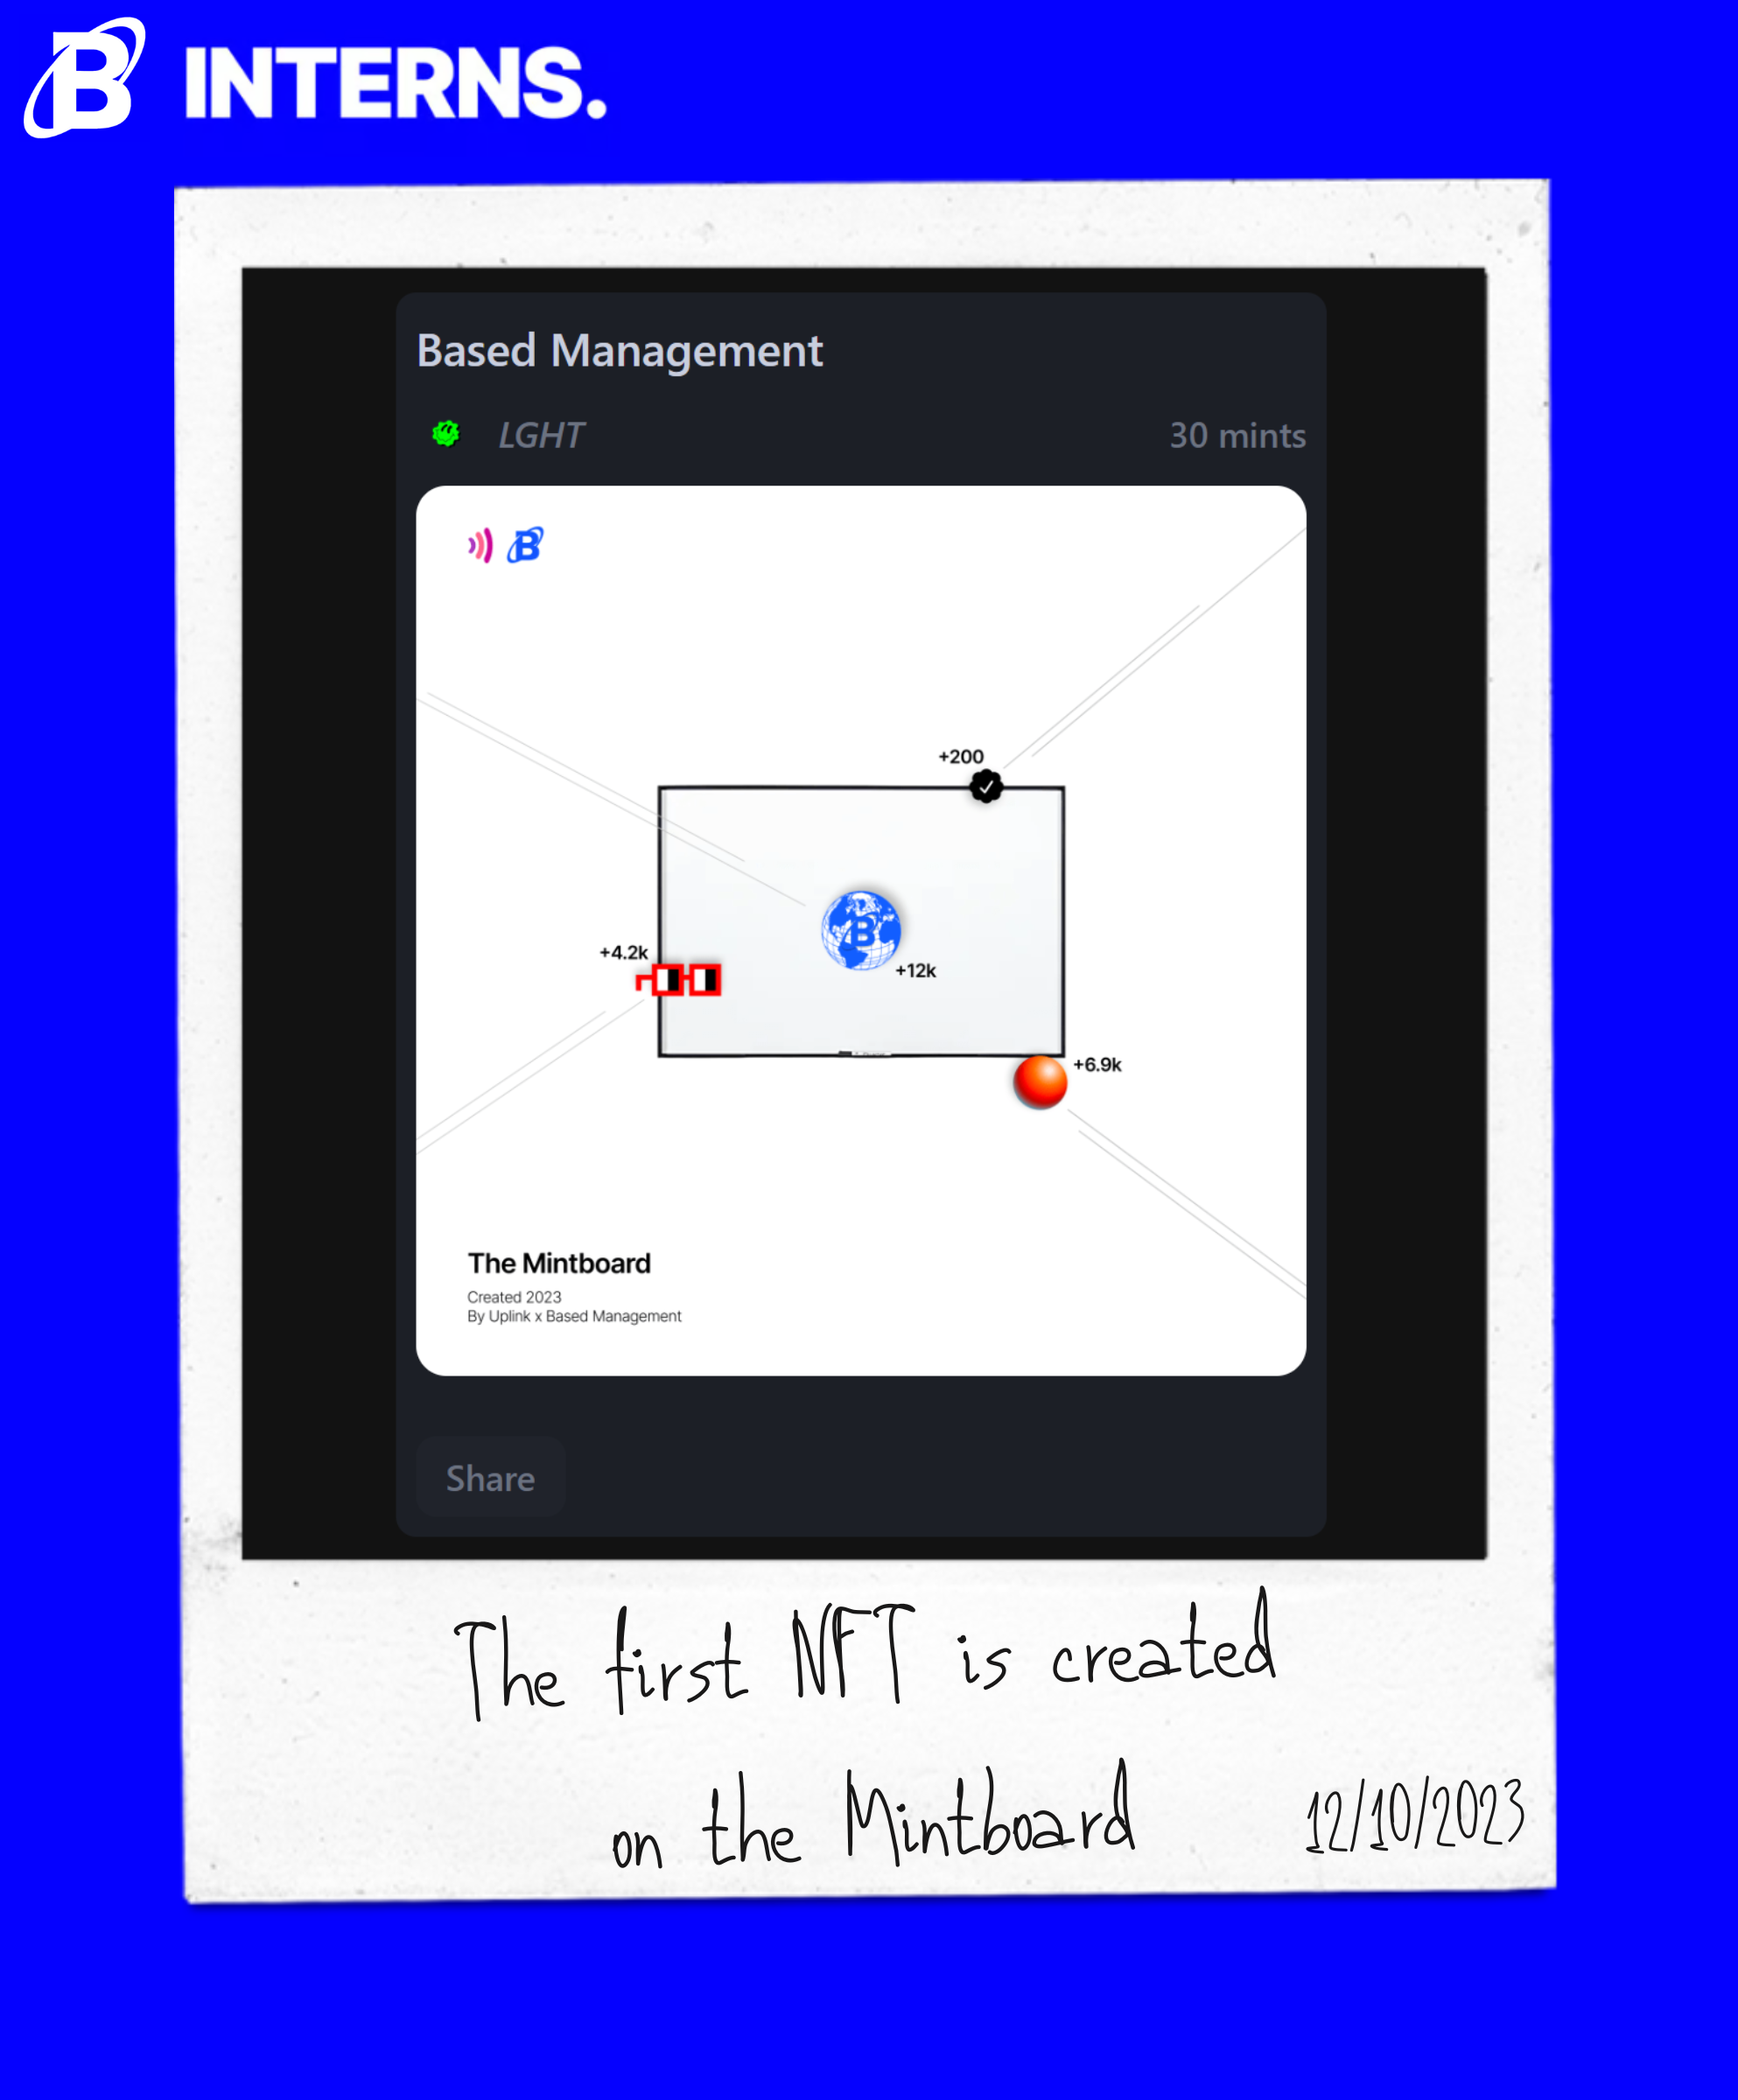 B INTERNS.
Based Management
LGHT 30 mints
B
+200
+4.2k
B
+12k
+6.9k
The Mintboard
Created 2023
By Uplink x Based Management
Share
The first NFT is created
on the Mintboard 12/10/2023